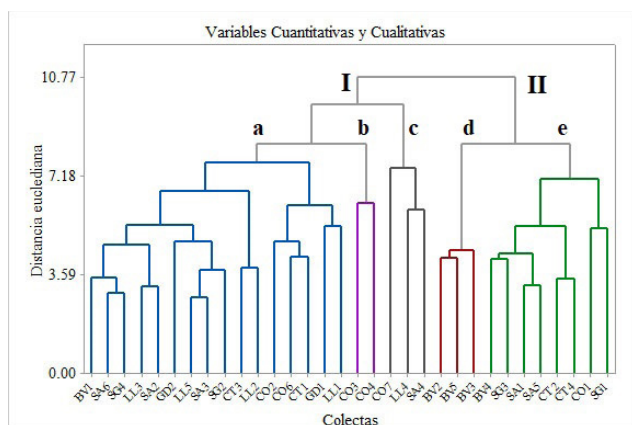 Variables Cuantitativas y Cualitativas
10.77
I
II
a
b
c
d
e
7.18
Distancia euclediana
3.59
0.00
BV1 SA6 SG4 LL3 SA2 GD2 LL5 SA3 SG2 CT3 LL2 CO2 CO6 CT1 GD1 LL1 CO3 CO4 CO7 LL4 SA4 BV2 BV5 BV3 BV4 SG3 SA1 SA5 CT2 CT4 CO1 SG1
Colectas